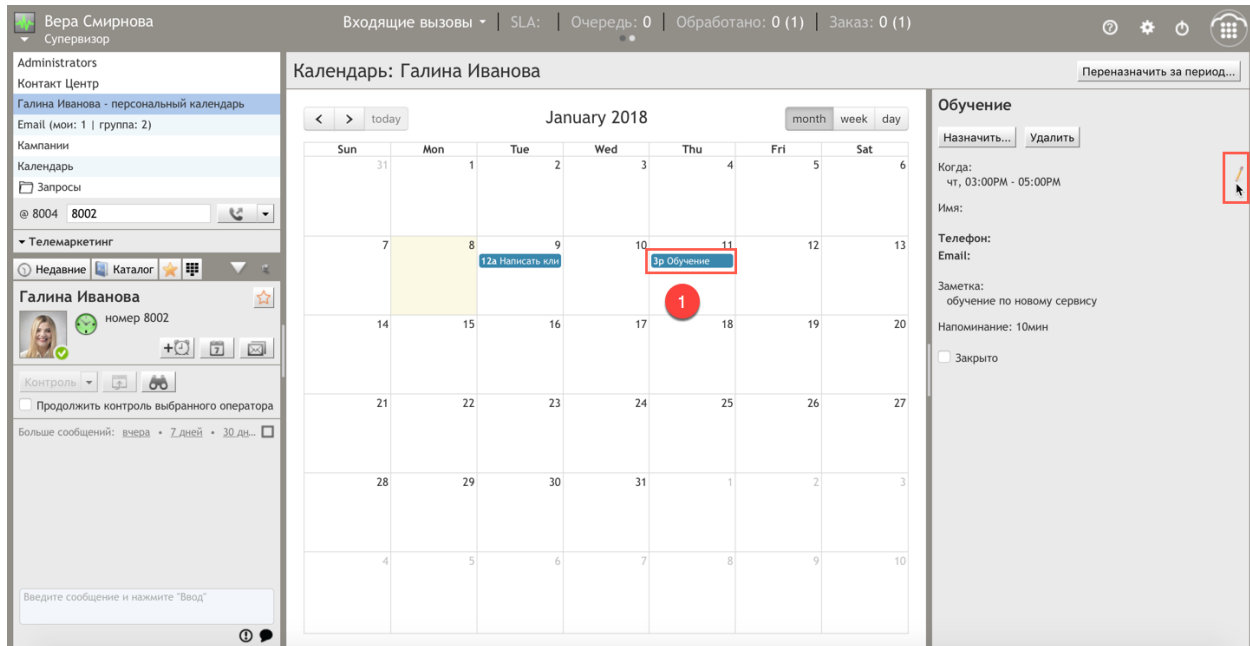 Вера Смирнова
Супервизор
Входящие вызовы SLA: Очередь: 0 Обработано: 0 (1) Заказ: 0 (1)
Administrators
Контакт Центр
Галина Иванова - персональный календарь
Email (мои: 1 | группа: 2)
Кампании
Календарь
Запросы
@ 8004 8002
Телемаркетинг
Недавние Каталог
Галина Иванова
номер 8002
7
Контроль
Продолжить контроль выбранного оператора
Больше сообщений: вчера • 7 дней • 30 дн...
Введите сообщение и нажмите "Ввод"
Календарь: Галина Иванова
Переназначить за период...
today January 2018 month week day
Sun Mon Tue Wed Thu Fri Sat
31 1 2 3 4 5 6
7 8 9 10 11 12 13
12a Написать кли 3p Обучение
1
14 15 16 17 18 19 20
21 22 23 24 25 26 27
28 29 30 31 1 2 3
4 5 6 7 8 9 10
Обучение
Назначить... Удалить
Когда:
чт, 03:00PM - 05:00PM
Имя:
Телефон:
Email:
Заметка:
обучение по новому сервису
Напоминание: 10мин
Закрыто